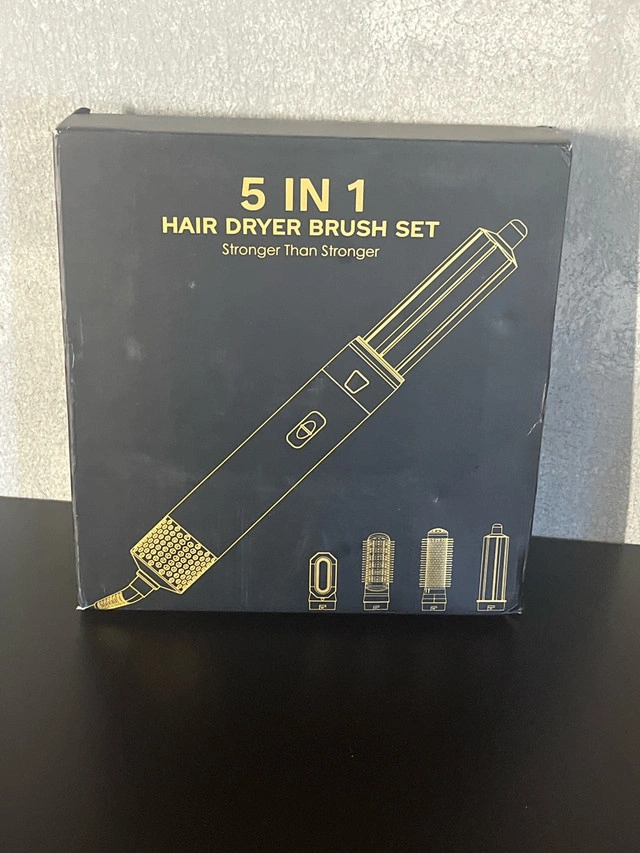 5 IN 1
HAIR DRYER BRUSH SET
Stronger Than Stronger